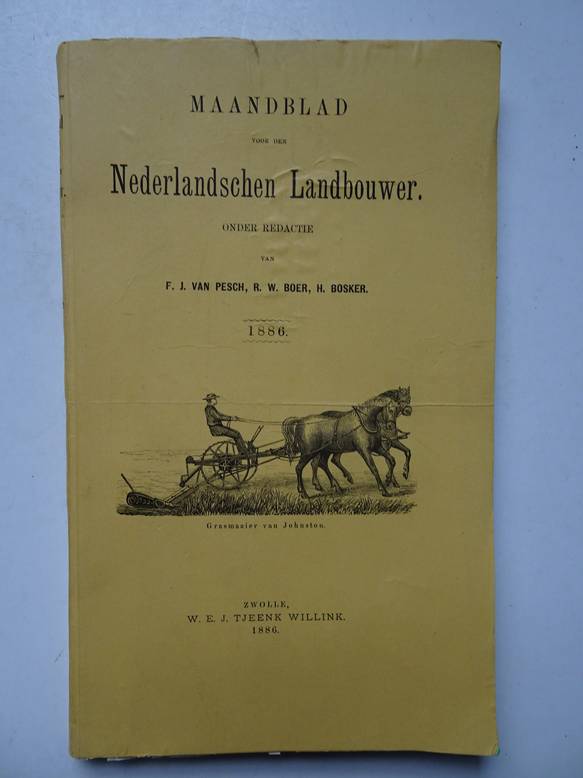 MAANDBLAD
VOOR DEN
Nederlandschen Landbouwer.
ONDER REDACTIE
VAN
F. J. VAN PESCH, R. W. BOER, H. BOSKER.
1886.
Grasmaaier van Johnston.
ZWOLLE,
W. E. J. TJEENK WILLINK.
1886.